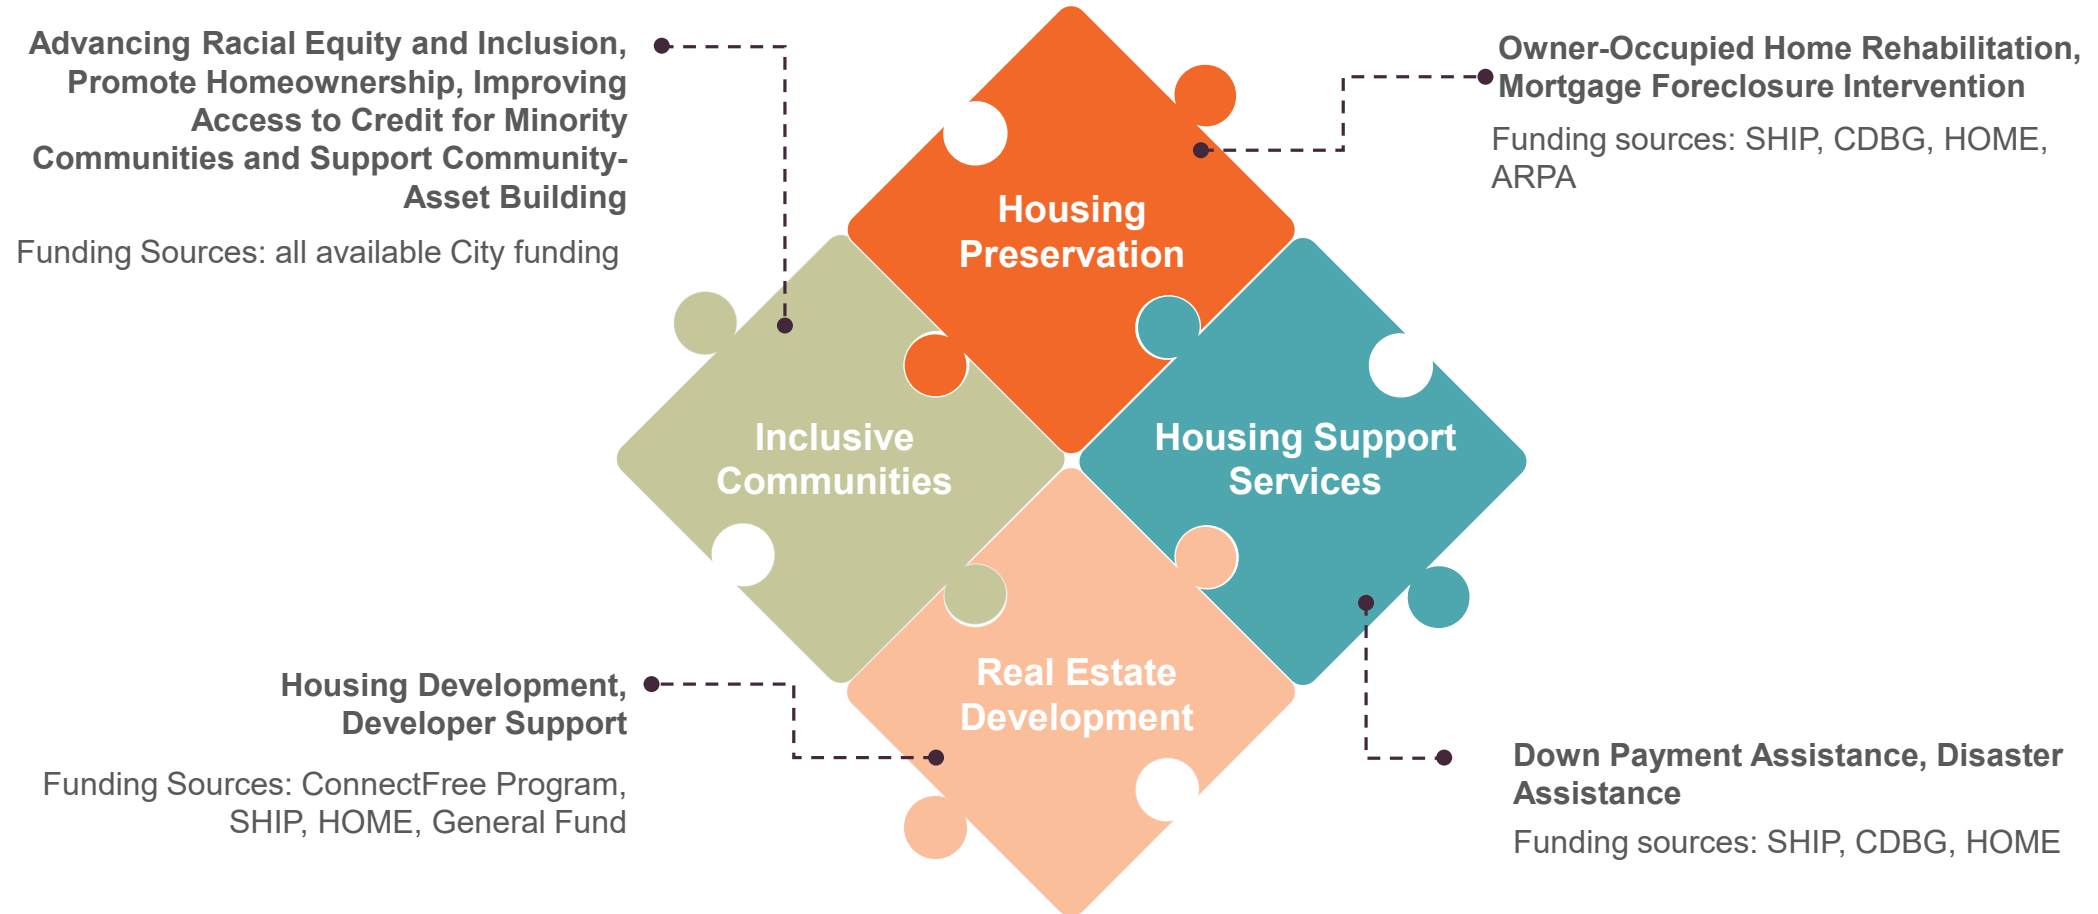 Advancing Racial Equity and Inclusion,
Promote Homeownership, Improving
Access to Credit for Minority
Communities and Support Community-
Asset Building
Funding Sources: all available City funding
Owner-Occupied Home Rehabilitation,
Mortgage Foreclosure Intervention
Funding sources: SHIP, CDBG, HOME,
ARPA
Housing
Preservation
Inclusive
Communities
Housing Support
Services
Real Estate
Development
Housing Development,
Developer Support
Funding Sources: ConnectFree Program,
SHIP, HOME, General Fund
Down Payment Assistance, Disaster
Assistance
Funding sources: SHIP, CDBG, HOME